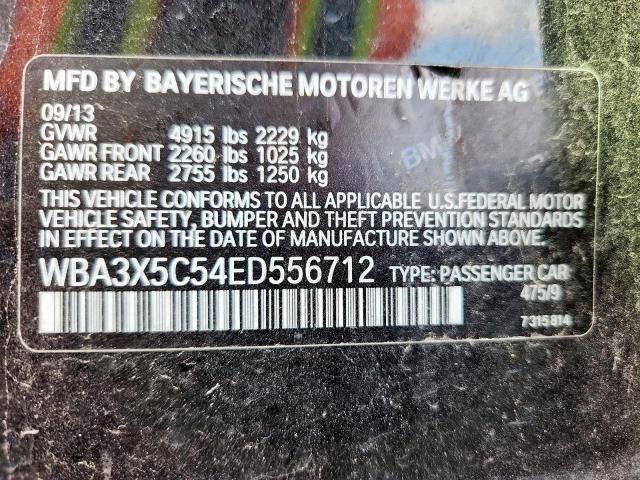 MFD BY BAYERISCHE MOTOREN WERKE AG
09/13
GVWR 4915 lbs 2229 kg
GAWR FRONT 2260 lbs 1025 kg
GAWR REAR 2755 lbs 1250 kg
THIS VEHICLE CONFORMS TO ALL APPLICABLE U.S.FEDERAL MOTOR
VEHICLE SAFETY, BUMPER AND THEFT PREVENTION STANDARDS
IN EFFECT ON THE DATE OF MANUFACTURE SHOWN ABOVE.
WBA3X5C54ED556712 TYPE: PASSENGER CAR
475/9
7315814